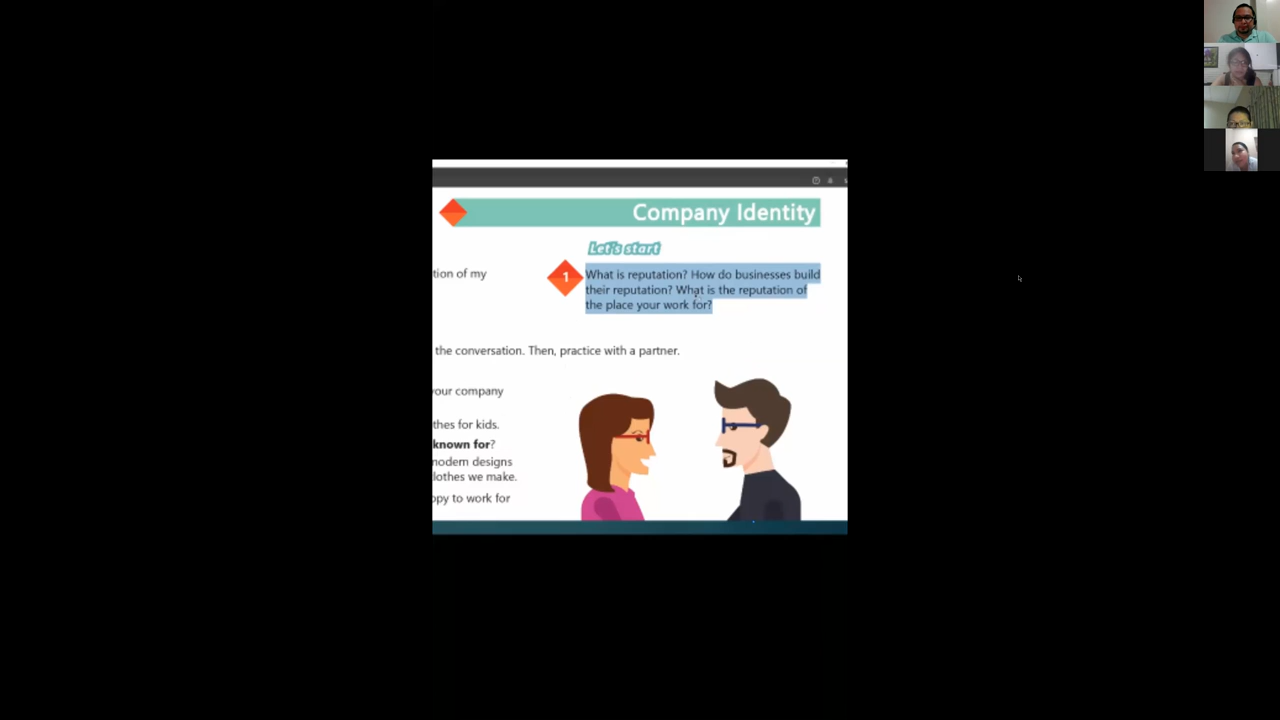 Company Identity
Let's start
1
What is reputation? How do businesses build
their reputation? What is the reputation of
the place your work for?
tion of my
the conversation. Then, practice with a partner.
our company
thes for kids.
known for?
modern designs
lothes we make.
ppy to work for